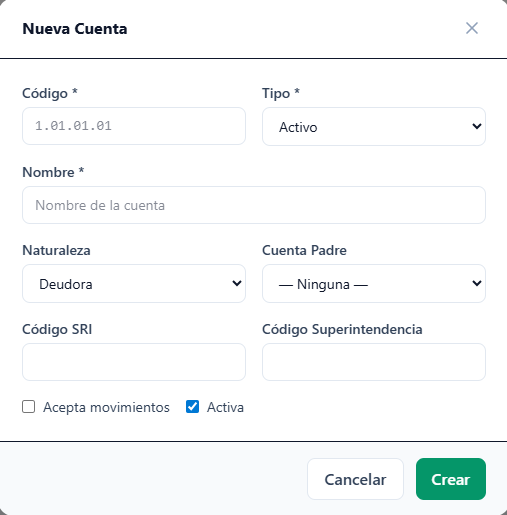 Nueva Cuenta
Código * Tipo *
1.01.01.01 Activo
Nombre *
Nombre de la cuenta
Naturaleza Cuenta Padre
Deudora — Ninguna —
Código SRI Código Superintendencia
Acepta movimientos Activa
Cancelar Crear